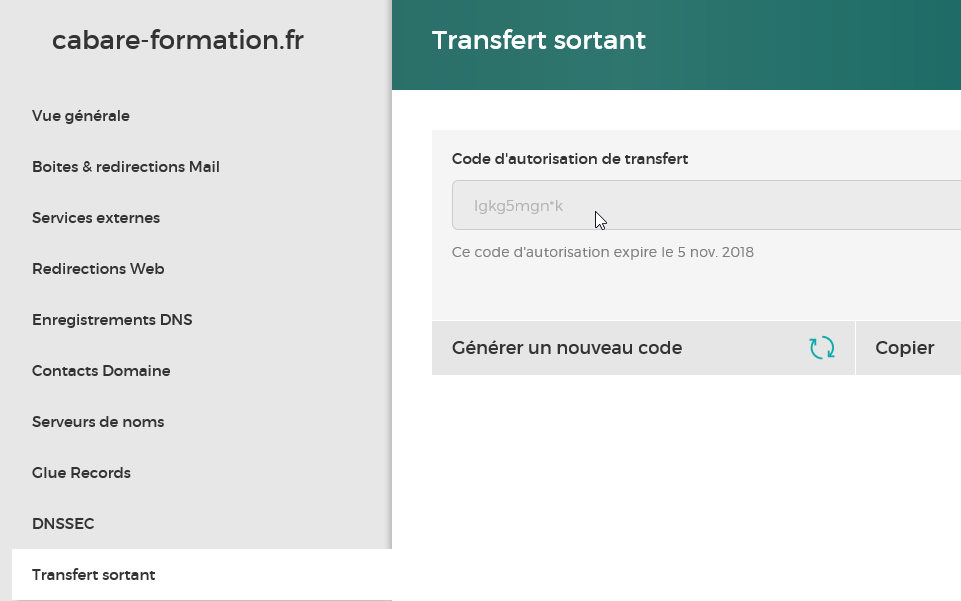 cabare-formation.fr
Vue générale
Boites & redirections Mail
Services externes
Redirections Web
Enregistrements DNS
Contacts Domaine
Serveurs de noms
Glue Records
DNSSEC
Transfert sortant
Transfert sortant
Code d'autorisation de transfert
Igkg5mgn*k
Ce code d'autorisation expire le 5 nov. 2018
Générer un nouveau code
Copier